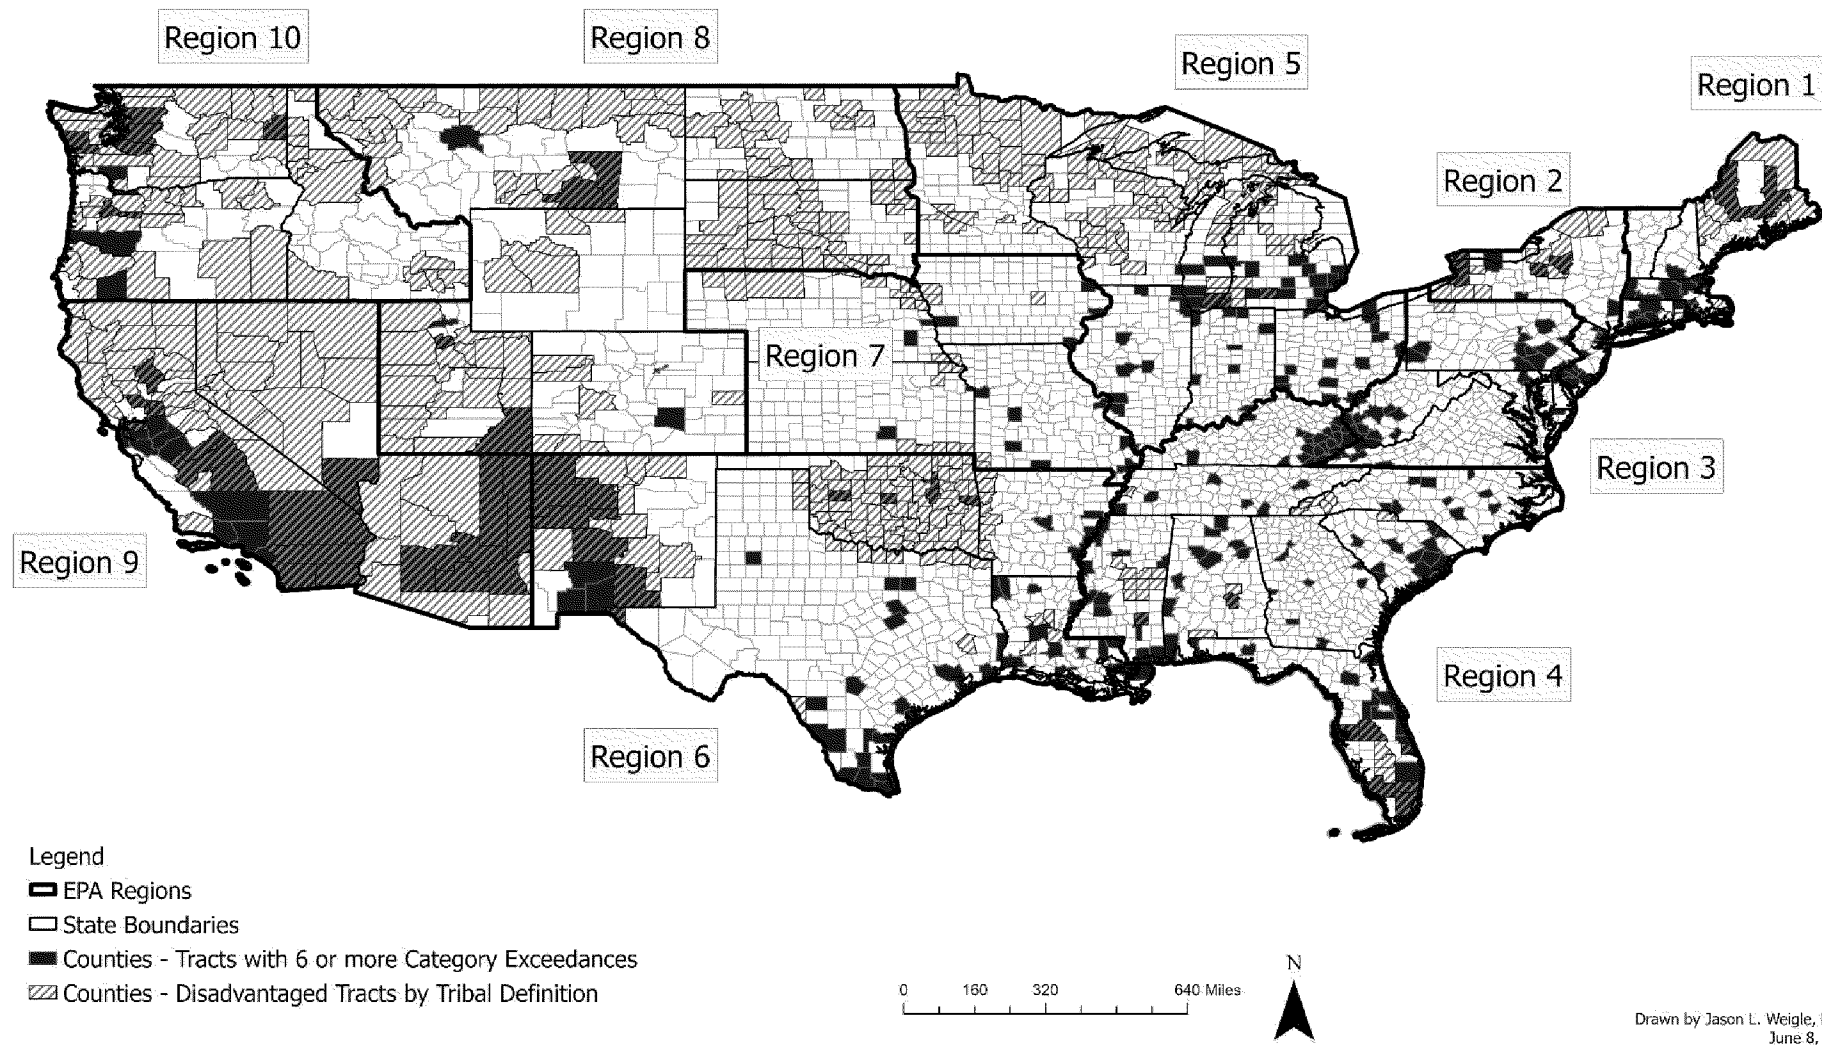 Region 10
Region 8
Region 5
Region 1
Region 2
Region 7
Region 3
Region 9
Region 4
Region 6
Legend
EPA Regions
State Boundaries
Counties - Tracts with 6 or more Category Exceedances
Counties - Disadvantaged Tracts by Tribal Definition
0 160 320 640 Miles
N
Drawn by Jason L. Weigle,
June 8,